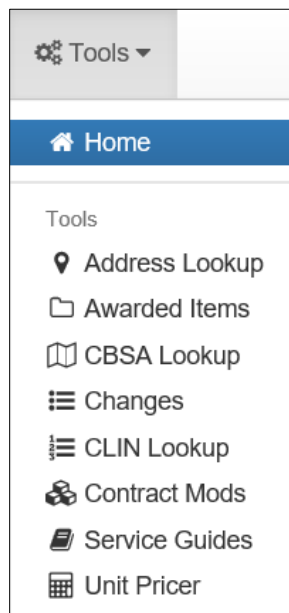 Tools
Home
Tools
Address Lookup
Awarded Items
CBSA Lookup
Changes
CLIN Lookup
Contract Mods
Service Guides
Unit Pricer